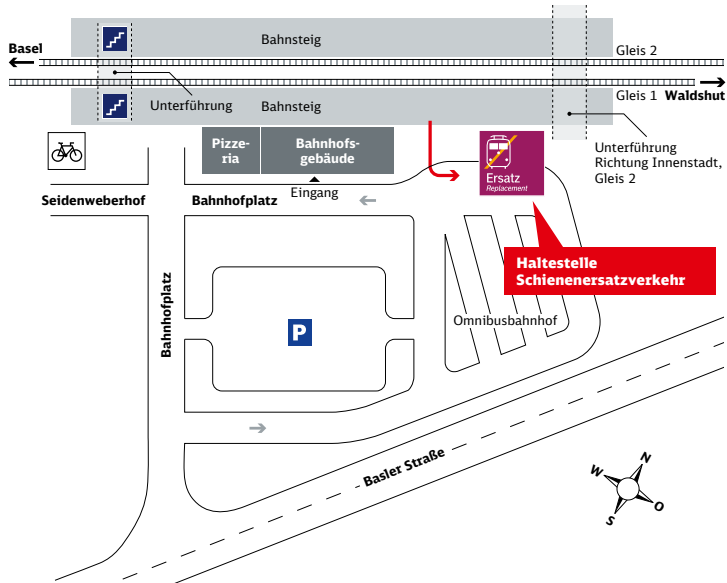 Bahnsteig
Basel
Gleis 2
Gleis 1 Waldshut
Unterführung
Bahnsteig
Pizze-
ria
Bahnhofs-
gebäude
Eingang
Ersatz
Replacement
Unterführung
Richtung Innenstadt,
Gleis 2
Seidenweberhof
Bahnhofplatz
Haltestelle
Schienenersatzverkehr
Bahnhofplatz
P
Omnibusbahnhof
Basler Straße
N
W
O
S